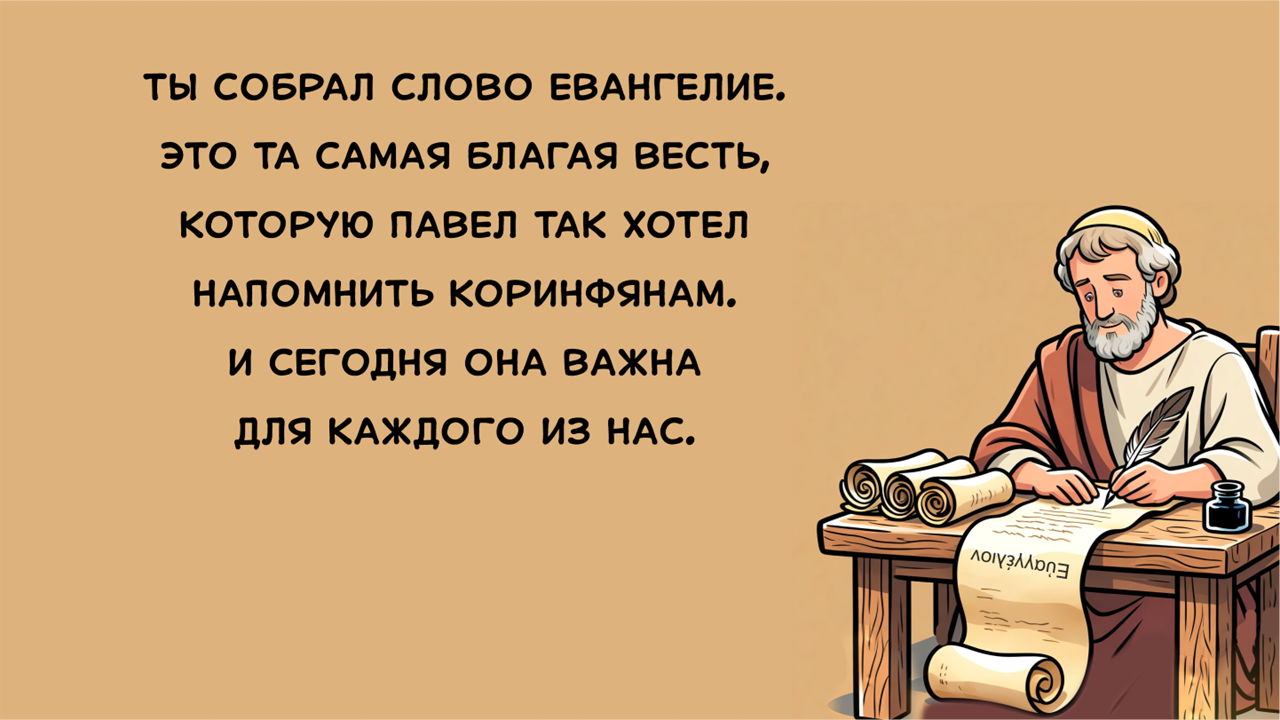 ТЫ СОБРАЛ СЛОВО ЕВАНГЕЛИЕ.
ЭТО ТА САМАЯ БЛАГАЯ ВЕСТЬ,
КОТОРУЮ ПАВЕЛ ТАК ХОТЕЛ
НАПОМНИТЬ КОРИНФЯНАМ.
И СЕГОДНЯ ОНА ВАЖНА
ДЛЯ КАЖДОГО ИЗ НАС.
Εὐαγγέλιον